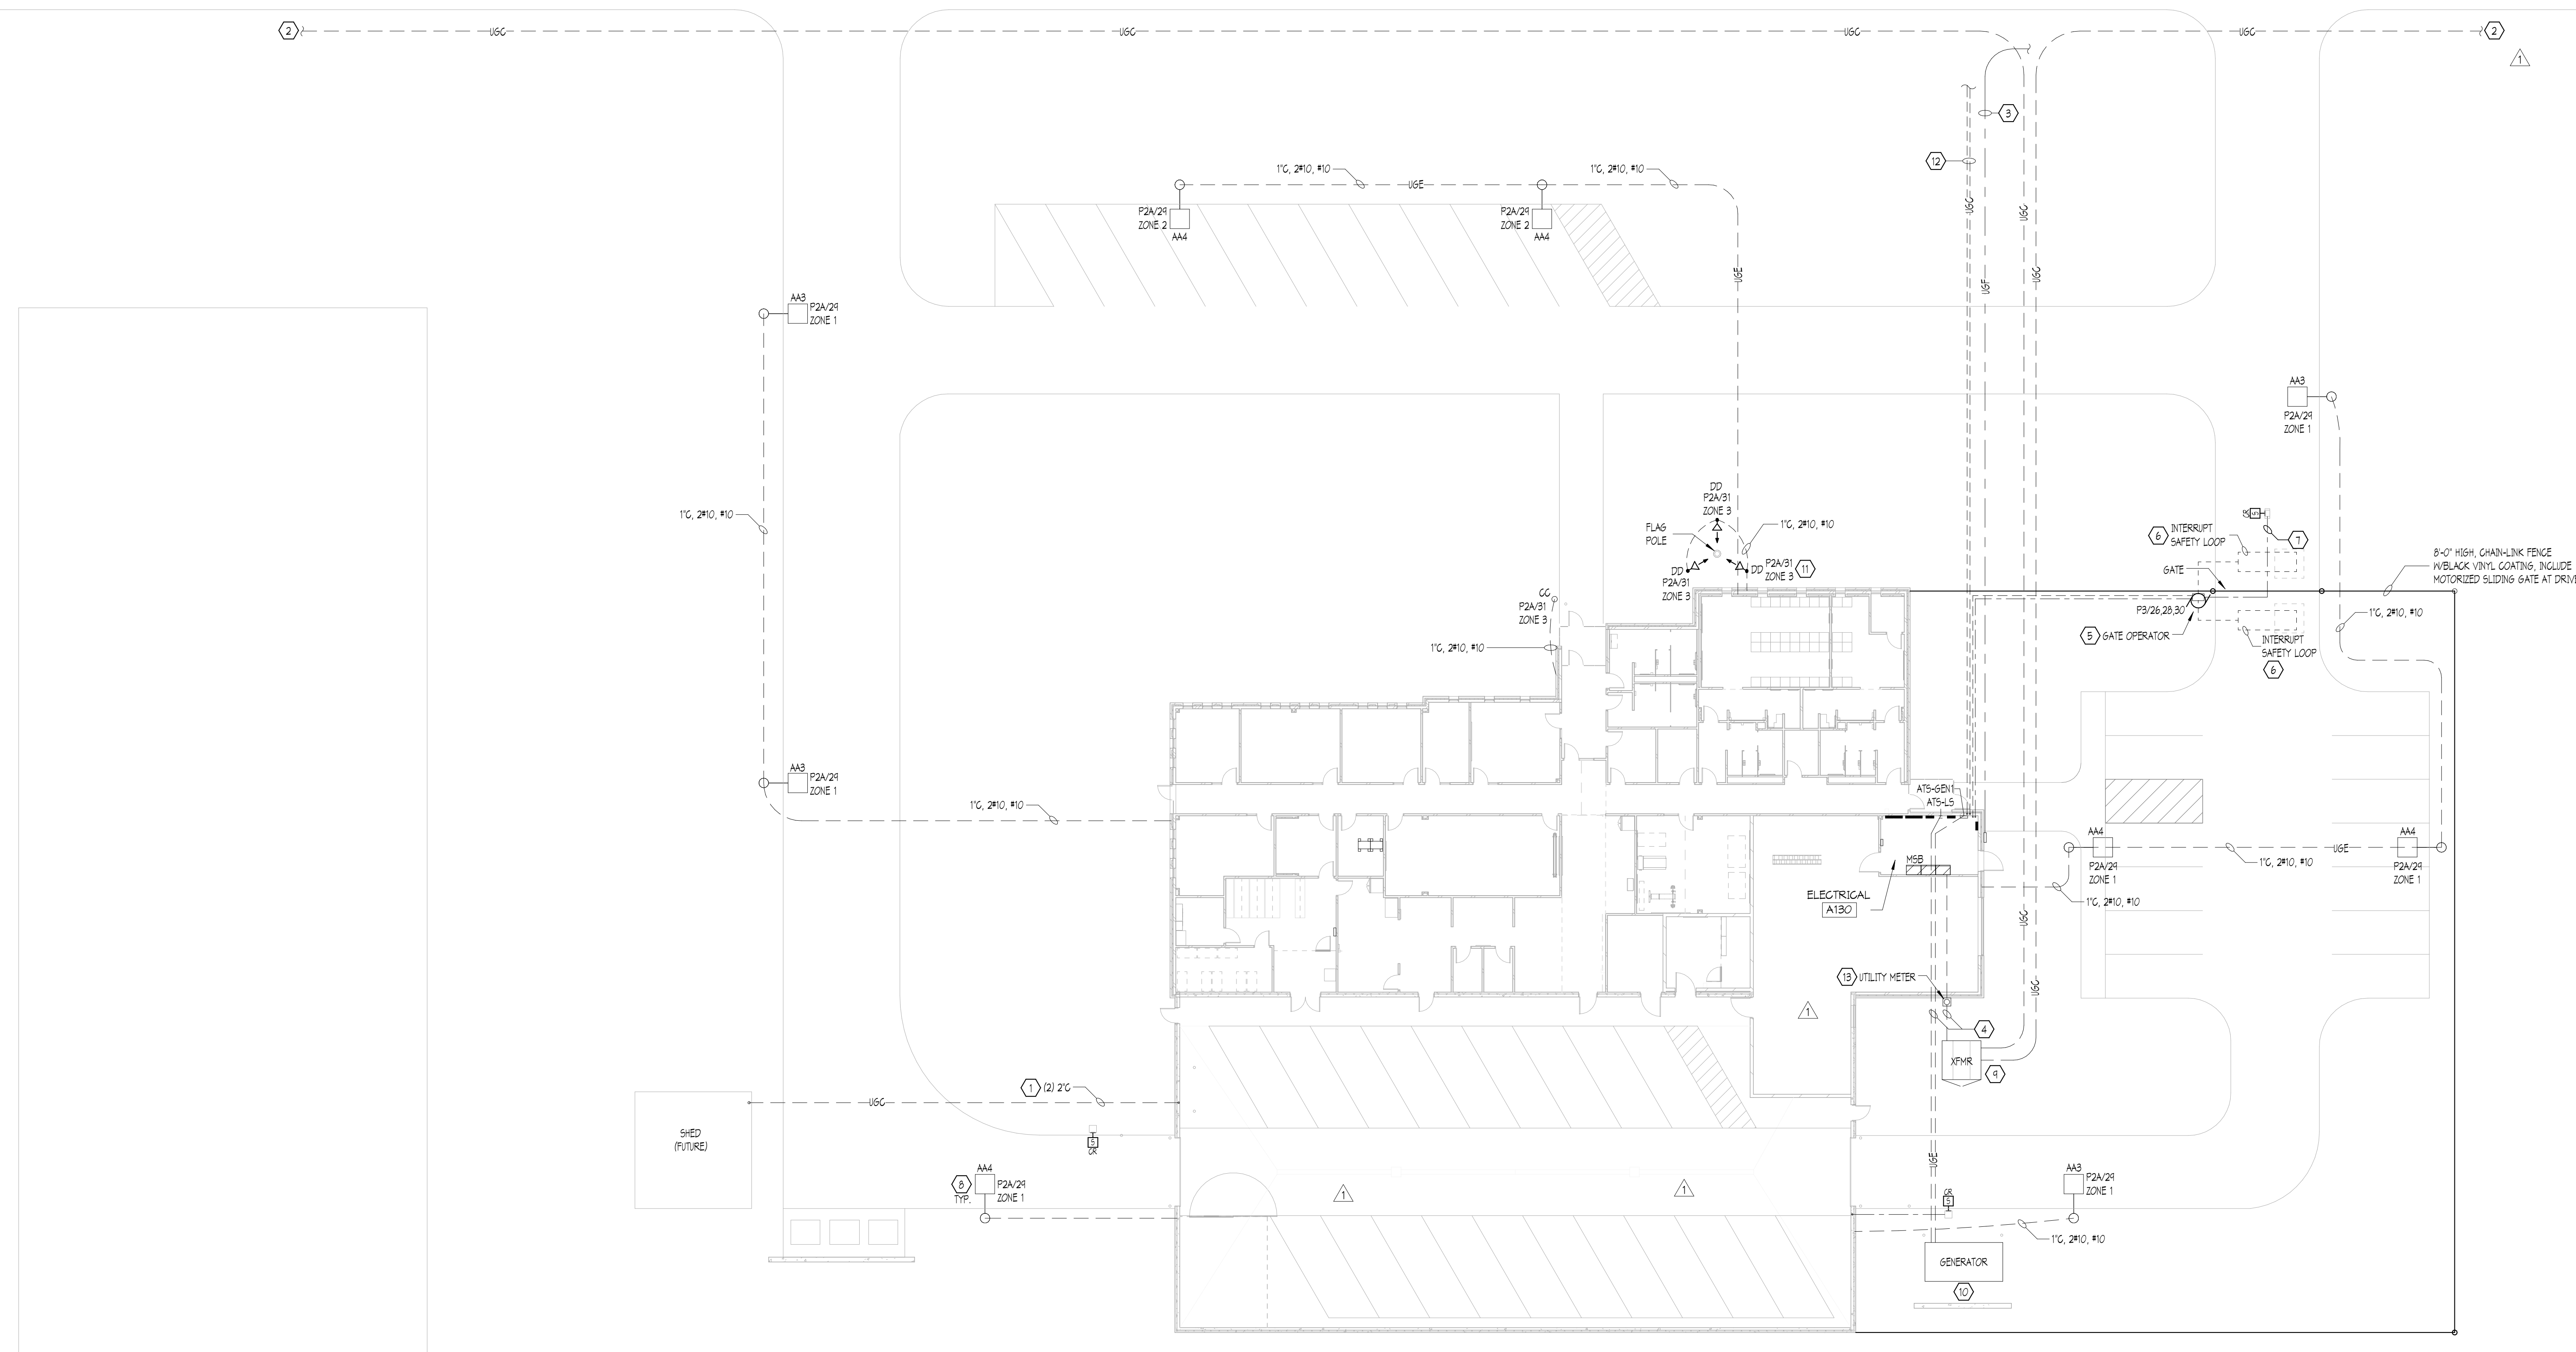 2
UGC
UGC
UGC
UGC
2
1
3
12
1"C, 2#10, #10
1"C, 2#10, #10
UGE
P2A/29
ZONE 2
AA4
P2A/29
ZONE 2
AA4
UGC
UGC
UGE
UGF
UGC
AA3
P2A/29
ZONE 1
AA3
P2A/29
ZONE 1
1"C, 2#10, #10
DD
P2A/31
ZONE 3
FLAG
POLE
1"C, 2#10, #10
DD
P2A/31
ZONE 3
DD
P2A/31
ZONE 3
11
6
INTERRUPT
SAFETY LOOP
7
GATE
8'-0" HIGH, CHAIN-LINK FENCE
W/BLACK VINYL COATING, INCLUDE
MOTORIZED SLIDING GATE AT DRIV
P3/26,28,30
5
GATE OPERATOR
INTERRUPT
SAFETY LOOP
6
1"C, 2#10, #10
CC
P2A/31
ZONE 3
1"C, 2#10, #10
AA3
P2A/29
ZONE 1
1"C, 2#10, #10
ATS-GEN1
ATS-LS
MSB
ELECTRICAL
A130
AA4
P2A/29
ZONE 1
1"C, 2#10, #10
UGE
AA4
P2A/29
ZONE 1
1"C, 2#10, #10
UGC
UGC
13
UTILITY METER
1
4
XFMR
9
1
(2) 2"C
UGC
SHED
(FUTURE)
S
CR
8
TYP.
AA4
P2A/29
ZONE 1
1
1
UGE
CR
S
AA3
P2A/29
ZONE 1
1"C, 2#10, #10
GENERATOR
10